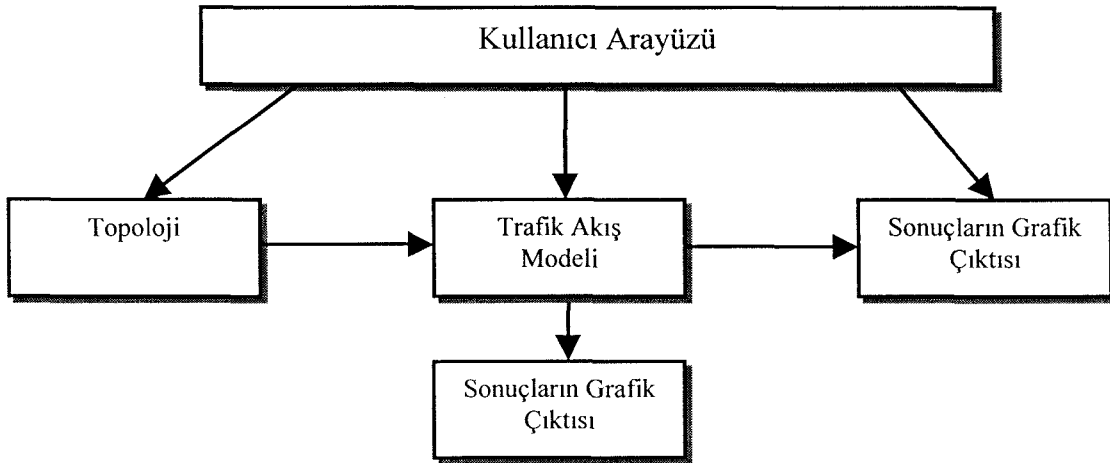 Kullanıcı Arayüzü
Topoloji
Trafik Akış
Modeli
Sonuçların Grafik
Çıktısı
Sonuçların Grafik
Çıktısı